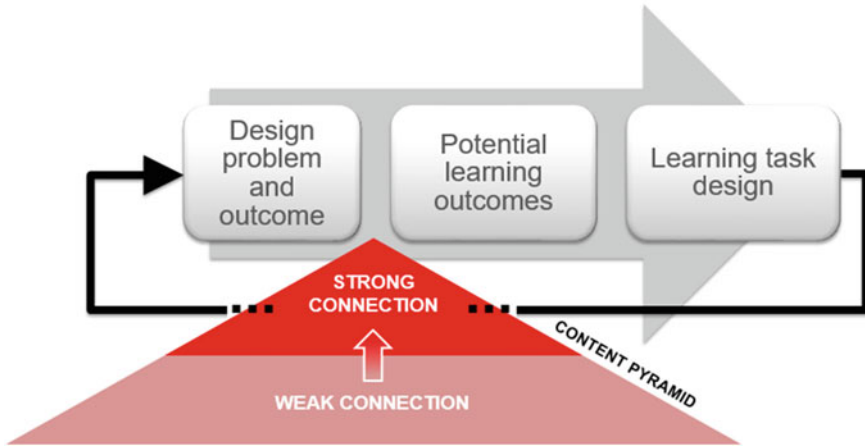 Design
problem
and
outcome
Potential
learning
outcomes
Learning task
design
STRONG
CONNECTION
CONTENT PYRAMID
WEAK CONNECTION